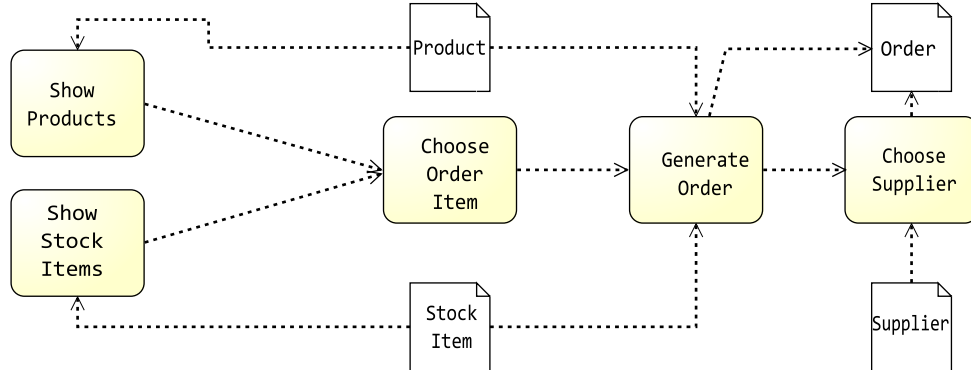 Product
Order
Show
Products
Choose
Order
Item
Generate
Order
Choose
Supplier
Show
Stock
Items
Stock
Item
Supplier